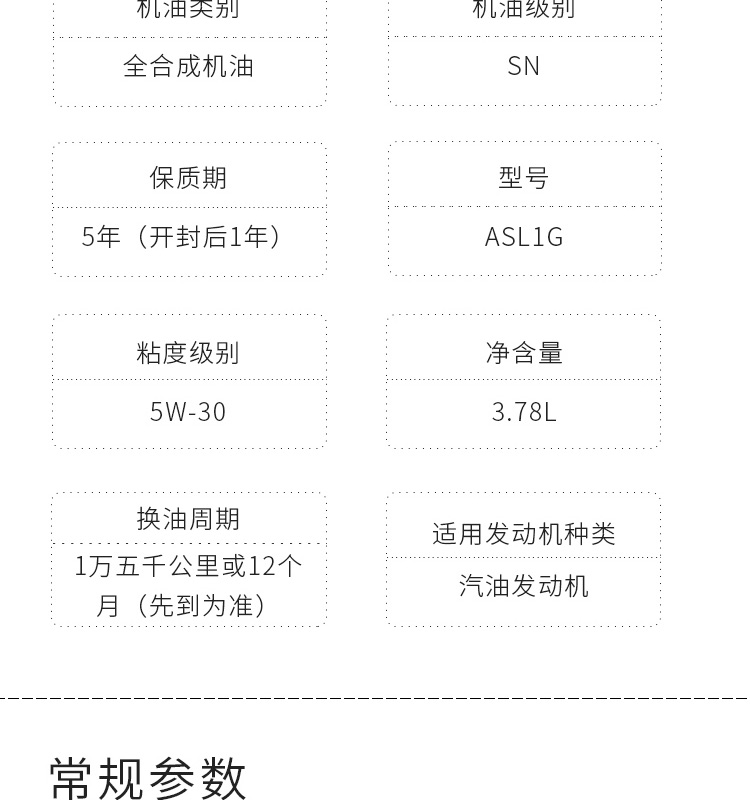 机油类别
机油级别
全合成机油
SN
保质期
型号
5年（开封后1年）
ASL1G
粘度级别
净含量
5W-30
3.78L
换油周期
适用发动机种类
1万五千公里或12个
月（先到为准）
汽油发动机
常规参数